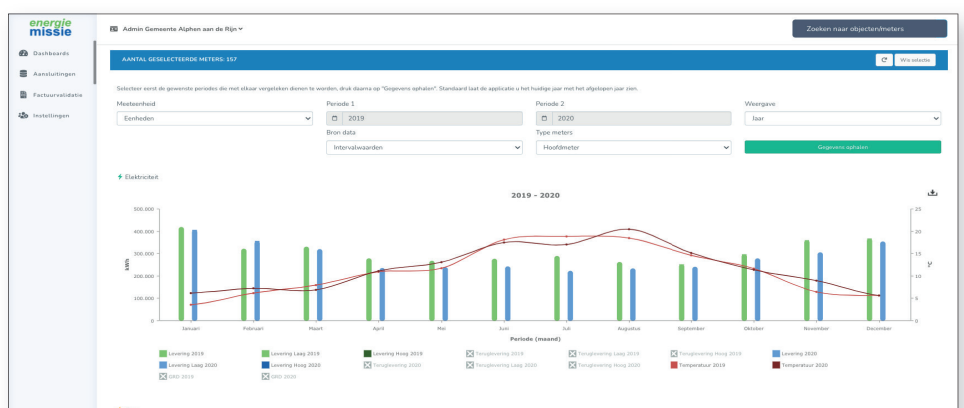 energie
missie
Admin Gemeente Alphen aan de Rijn
Zoeken naar objecten/meters
Dashboards
Aansluitingen
Factuurvalidatie
Instellingen
AANTAL GESELECTEERDE METERS: 157
Wis selectie
Selecteer eerst de gewenste periodes die met elkaar vergeleken dienen te worden, druk daarna op "Gegevens ophalen". Standaard laat de applicatie u het huidige jaar met het afgelopen jaar zien.
Meeteenheid
Periode 1
Periode 2
Weergave
Eenheden
2019
2020
Jaar
Bron data
Type meters
Intervalwaarden
Hoofdmeter
Gegevens ophalen
Elektriciteit
2019 - 2020
500.000
400.000
300.000
200.000
100.000
0
kWh
25
20
15
10
5
0
°C
Januari Februari Maart April Mei Juni Juli Augustus September Oktober November December
Periode (maand)
Levering 2019 Levering Laag 2019 Levering Hoog 2019 Teruglevering 2019 Teruglevering Laag 2019 Teruglevering Hoog 2019 Levering 2020
Levering Laag 2020 Levering Hoog 2020 Teruglevering 2020 Teruglevering Laag 2020 Teruglevering Hoog 2020 Temperatuur 2019 Temperatuur 2020
GBD 2019 GBD 2020